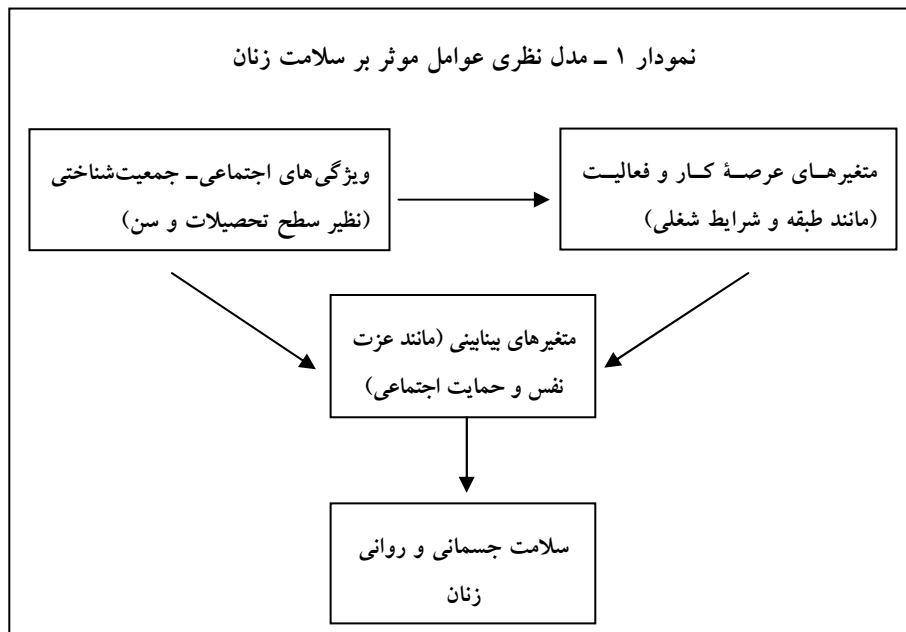 نمودار ۱ ـ مدل نظری عوامل موثر بر سلامت زنان
متغیرهای عرصۀ کار و فعالیت
(مانند طبقه و شرایط شغلی)
ویژگی‌های اجتماعی ـ جمعیت‌شناختی
(نظیر سطح تحصیلات و سن)
متغیرهای بینابینی (مانند عزت
نفس و حمایت اجتماعی)
سلامت جسمانی و روانی
زنان